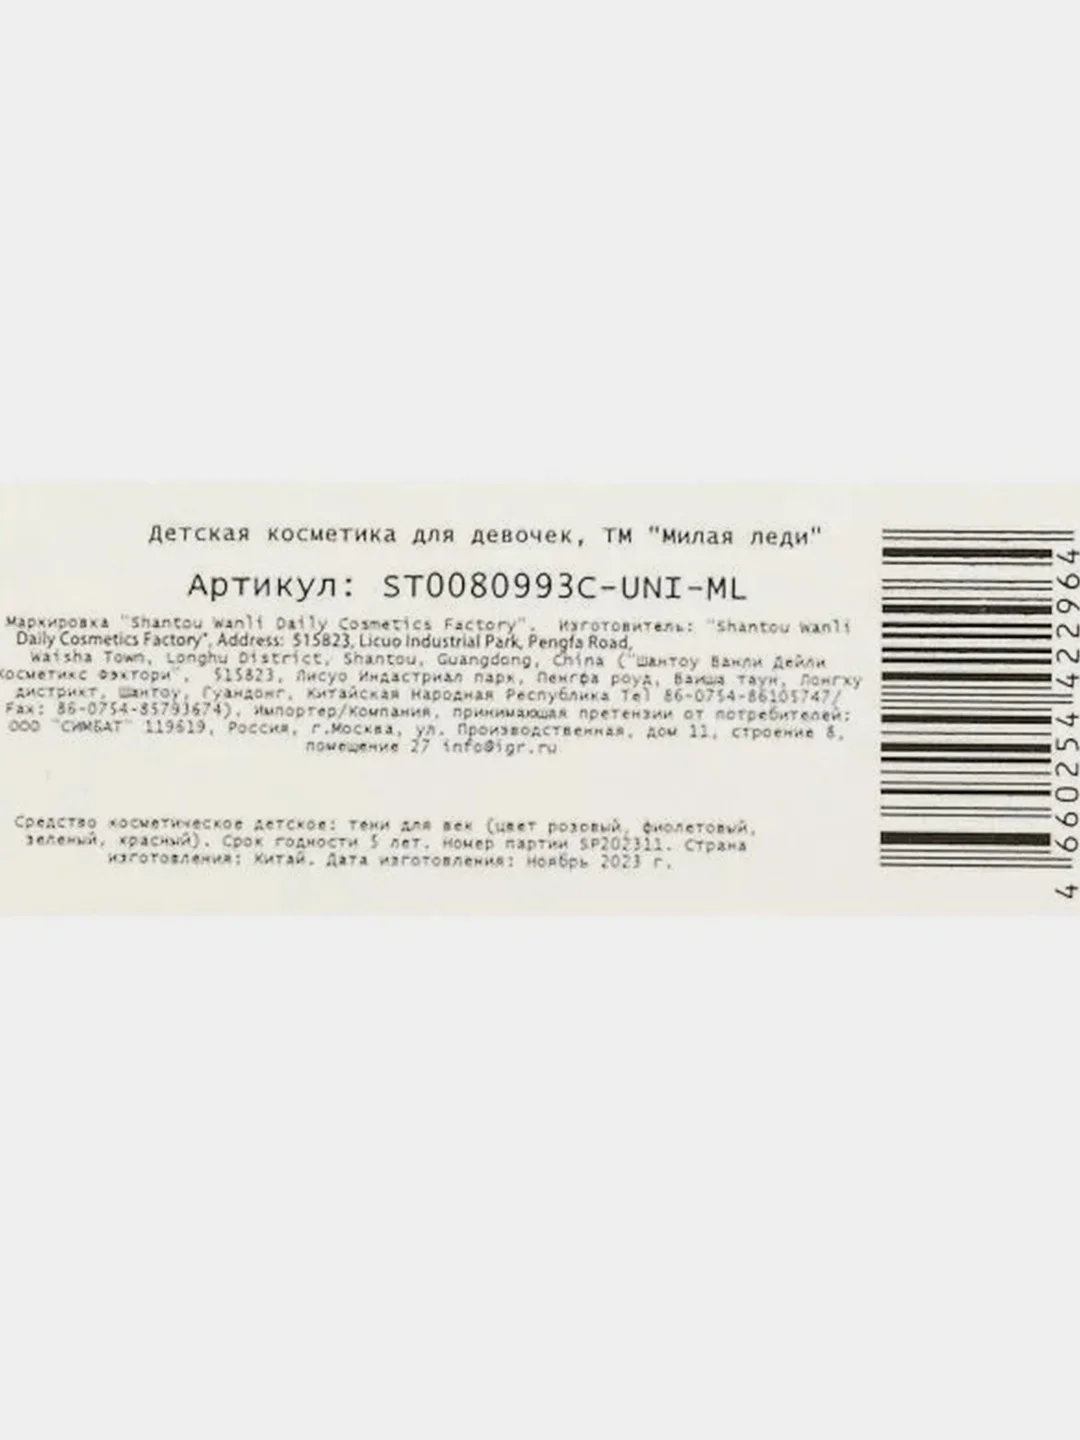 Детская косметика для девочек, ТМ "Милая леди"
Артикул: ST0080993C-UNI-ML
Маркировка "Shantou Wanli Daily Cosmetics Factory". Изготовитель: "Shantou Wanli
Daily Cosmetics Factory", Address: 515823, Licuo Industrial Park, Pengfa Road,
Waisha Town, Longhu District, Shantou, Guangdong, China ("Шантоу Ванли Дейли
Косметикс Фэктори", 515823, Лисуо Индастриал парк, Пенгфа роуд, Ваиша таун, Лонгху
дистрикт, Шантоу, Гуандонг, Китайская Народная Республика Tel 86-0754-86105747/
Fax: 86-0754-85793674). Импортер/Компания, принимающая претензии от потребителей:
ООО "СИМБАТ" 119619, Россия, г.Москва, ул. Производственная, дом 11, строение 8,
помещение 27 info@igr.ru
Средство косметическое детское: тени для век (цвет розовый, фиолетовый,
зеленый, красный). Срок годности 5 лет. Номер партии SP202311. Страна
изготовления: Китай. Дата изготовления: Ноябрь 2023 г.
4 660254 422964